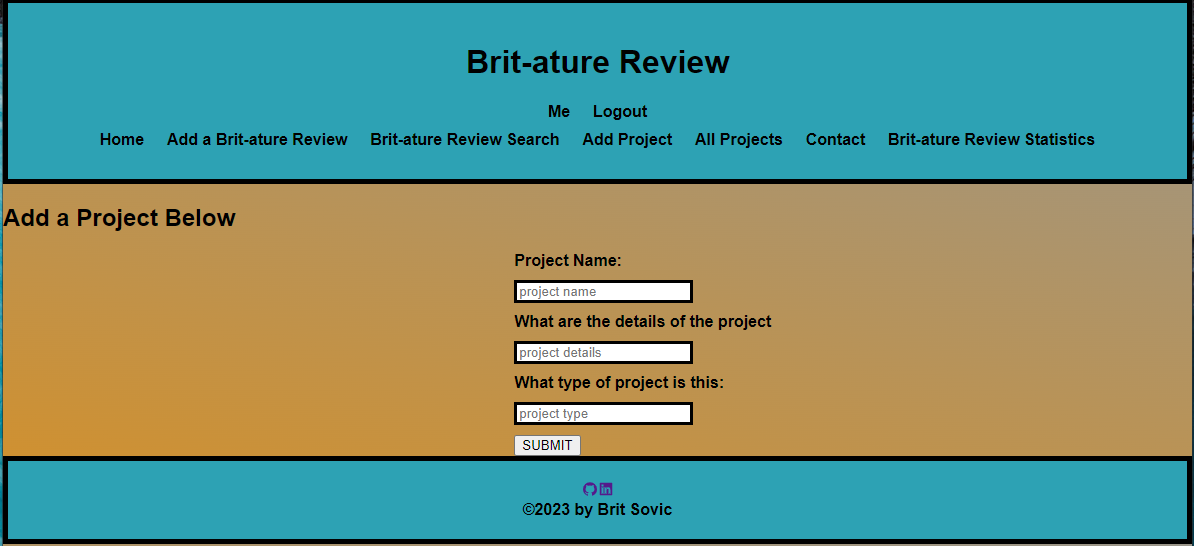 Brit-ature Review
Me Logout
Home Add a Brit-ature Review Brit-ature Review Search Add Project All Projects Contact Brit-ature Review Statistics
Add a Project Below
Project Name:
project name
What are the details of the project
project details
What type of project is this:
project type
SUBMIT
©2023 by Brit Sovic